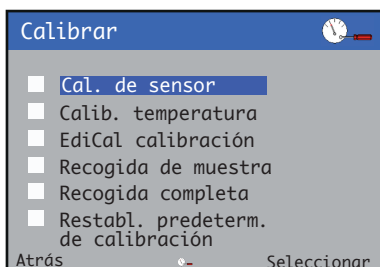 Calibrar
Cal. de sensor
Calib. temperatura
EdiCal calibración
Recogida de muestra
Recogida completa
Restabl. predeterm.
de calibración
Atrás
Seleccionar